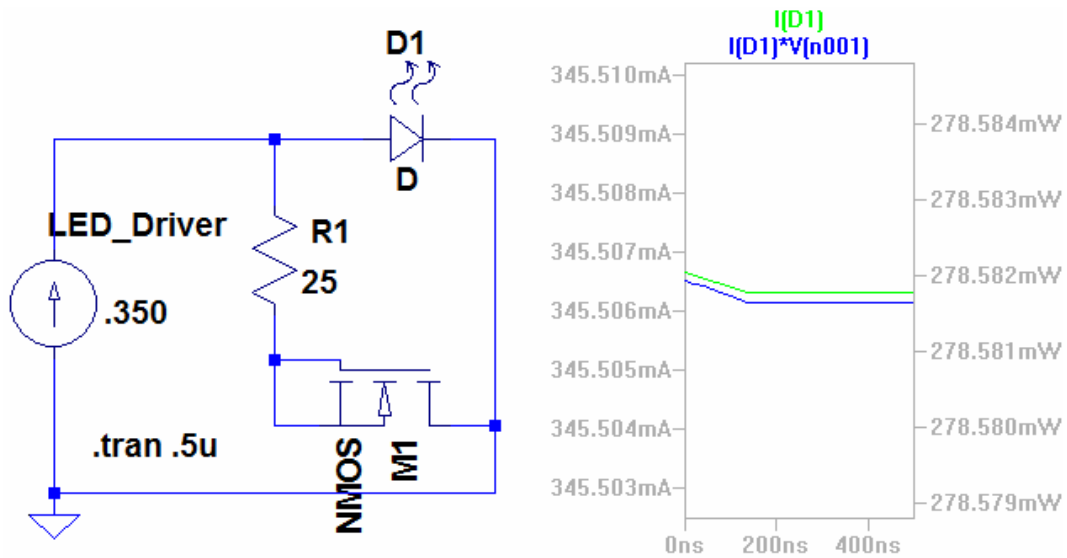 D1
D
LED_Driver
.350
R1
25
NMOS
M1
.tran .5u
I(D1)
I(D1)*V(n001)
345.510mA
345.509mA
345.508mA
345.507mA
345.506mA
345.505mA
345.504mA
345.503mA
278.584mW
278.583mW
278.582mW
278.581mW
278.580mW
278.579mW
0ns
200ns
400ns